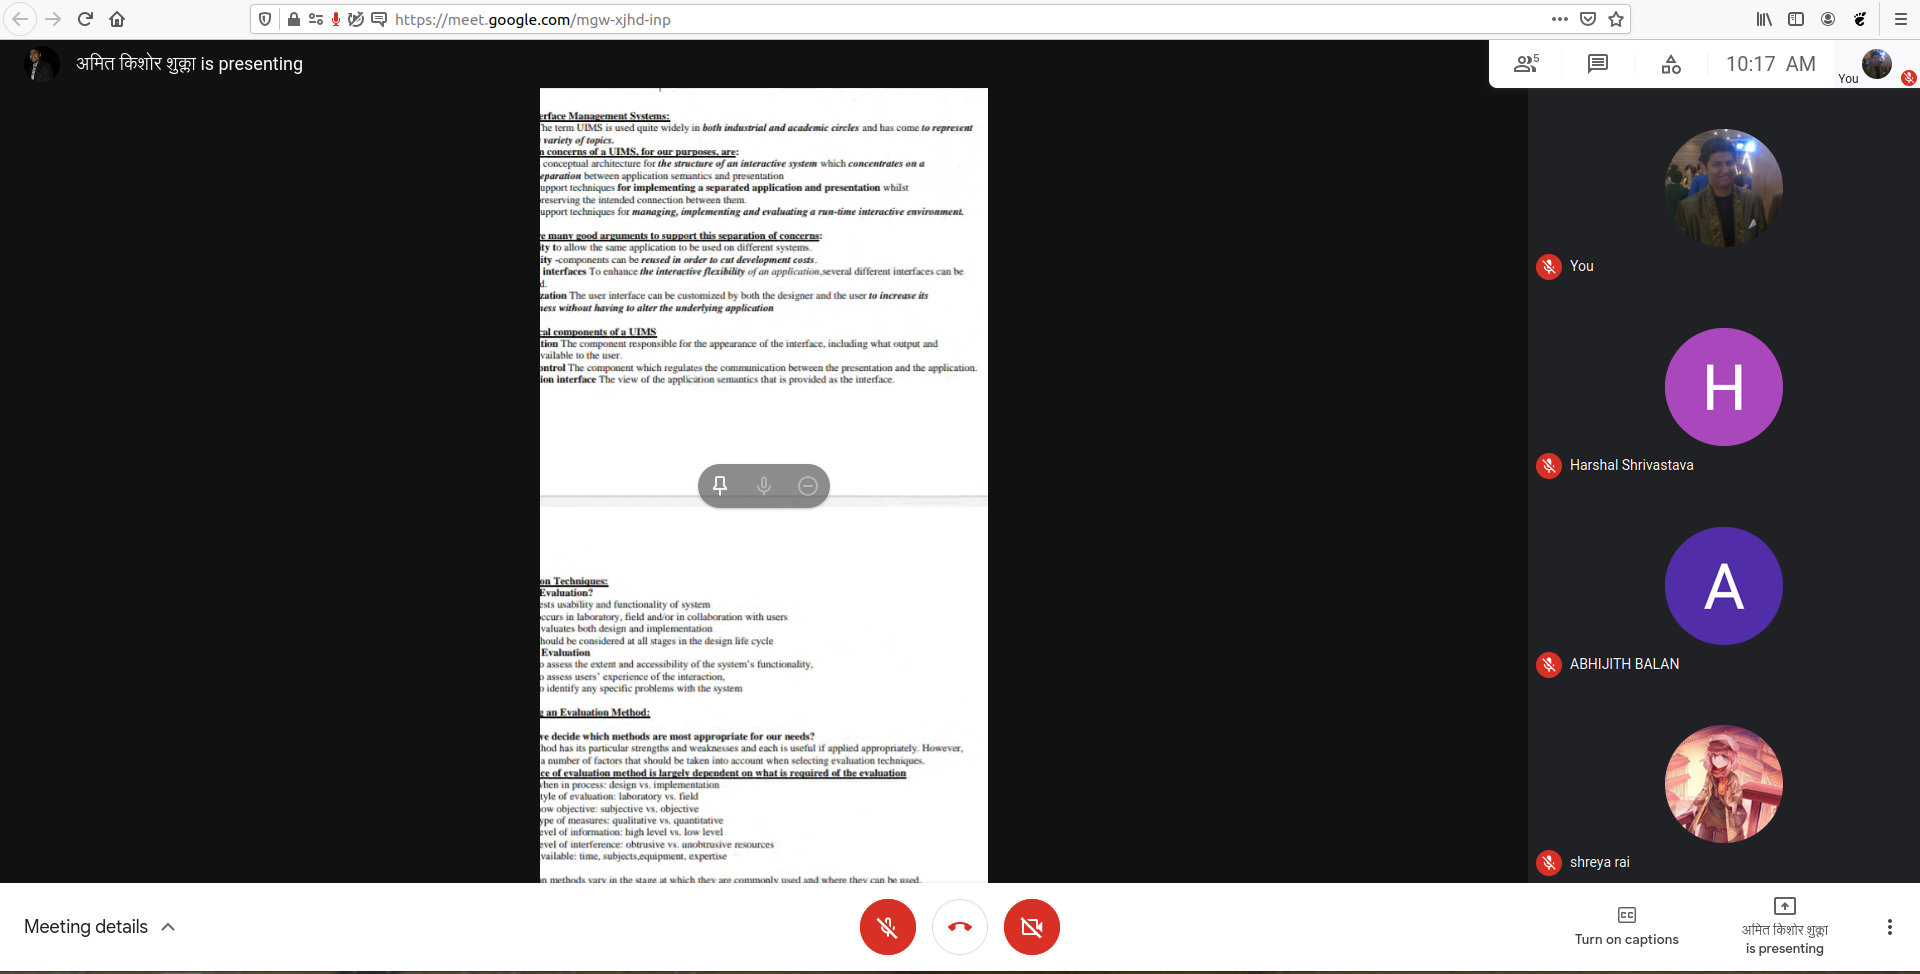 https://meet.google.com/mgw-xjhd-inp
अमित किशोर शुक्ला is presenting
5
10:17 AM
You
erface Management Systems:
The term UIMS is used quite widely in both industrial and academic circles and has come to represent
variety of topics.
n concerns of a UIMS, for our purposes, are:
conceptual architecture for the structure of an interactive system which concentrates on a
eparation between application semantics and presentation
upport techniques for implementing a separated application and presentation whilst
reserving the intended connection between them.
upport techniques for managing, implementing and evaluating a run-time interactive environment.
e many good arguments to support this separation of concerns:
ity to allow the same application to be used on different systems.
ity -components can be reused in order to cut development costs.
interfaces To enhance the interactive flexibility of an application,several different interfaces can be
d.
zation The user interface can be customized by both the designer and the user to increase its
ness without having to alter the underlying application
cal components of a UIMS
tion The component responsible for the appearance of the interface, including what output and
vailable to the user.
ontrol The component which regulates the communication between the presentation and the application.
ion interface The view of the application semantics that is provided as the interface.
on Techniques:
Evaluation?
ests usability and functionality of system
ccurs in laboratory, field and/or in collaboration with users
valuates both design and implementation
hould be considered at all stages in the design life cycle
Evaluation
o assess the extent and accessibility of the system's functionality,
o assess users' experience of the interaction,
o identify any specific problems with the system
g an Evaluation Method:
ve decide which methods are most appropriate for our needs?
hod has its particular strengths and weaknesses and each is useful if applied appropriately. However,
a number of factors that should be taken into account when selecting evaluation techniques.
ce of evaluation method is largely dependent on what is required of the evaluation
when in process: design vs. implementation
tyle of evaluation: laboratory vs. field
ow objective: subjective vs. objective
ype of measures: qualitative vs. quantitative
evel of information: high level vs. low level
evel of interference: obtrusive vs. unobtrusive resources
vailable: time, subjects,equipment, expertise
n methods vary in the stage at which they are commonly used and where they can be used.
You
H
Harshal Shrivastava
A
ABHIJITH BALAN
shreya rai
Meeting details
Turn on captions
अमित किशोर शुक्ला
is presenting